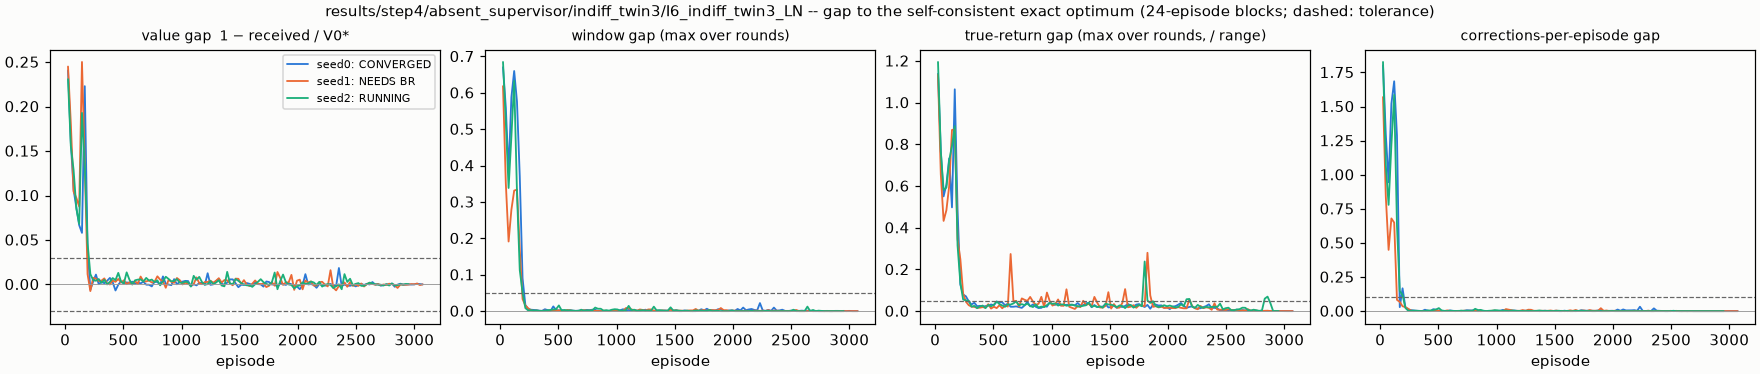 results/step4/absent_supervisor/indiff_twin3/l6_indiff_twin3_LN -- gap to the self-consistent exact optimum (24-episode blocks; dashed: tolerance)
value gap 1 − received / V0*
0.25
0.20
0.15
0.10
0.05
0.00
seed0: CONVERGED
seed1: NEEDS BR
seed2: RUNNING
0 500 1000 1500 2000 2500 3000
episode
window gap (max over rounds)
0.7
0.6
0.5
0.4
0.3
0.2
0.1
0.0
0 500 1000 1500 2000 2500 3000
episode
true-return gap (max over rounds, / range)
1.2
1.0
0.8
0.6
0.4
0.2
0.0
0 500 1000 1500 2000 2500 3000
episode
corrections-per-episode gap
1.75
1.50
1.25
1.00
0.75
0.50
0.25
0.00
0 500 1000 1500 2000 2500 3000
episode